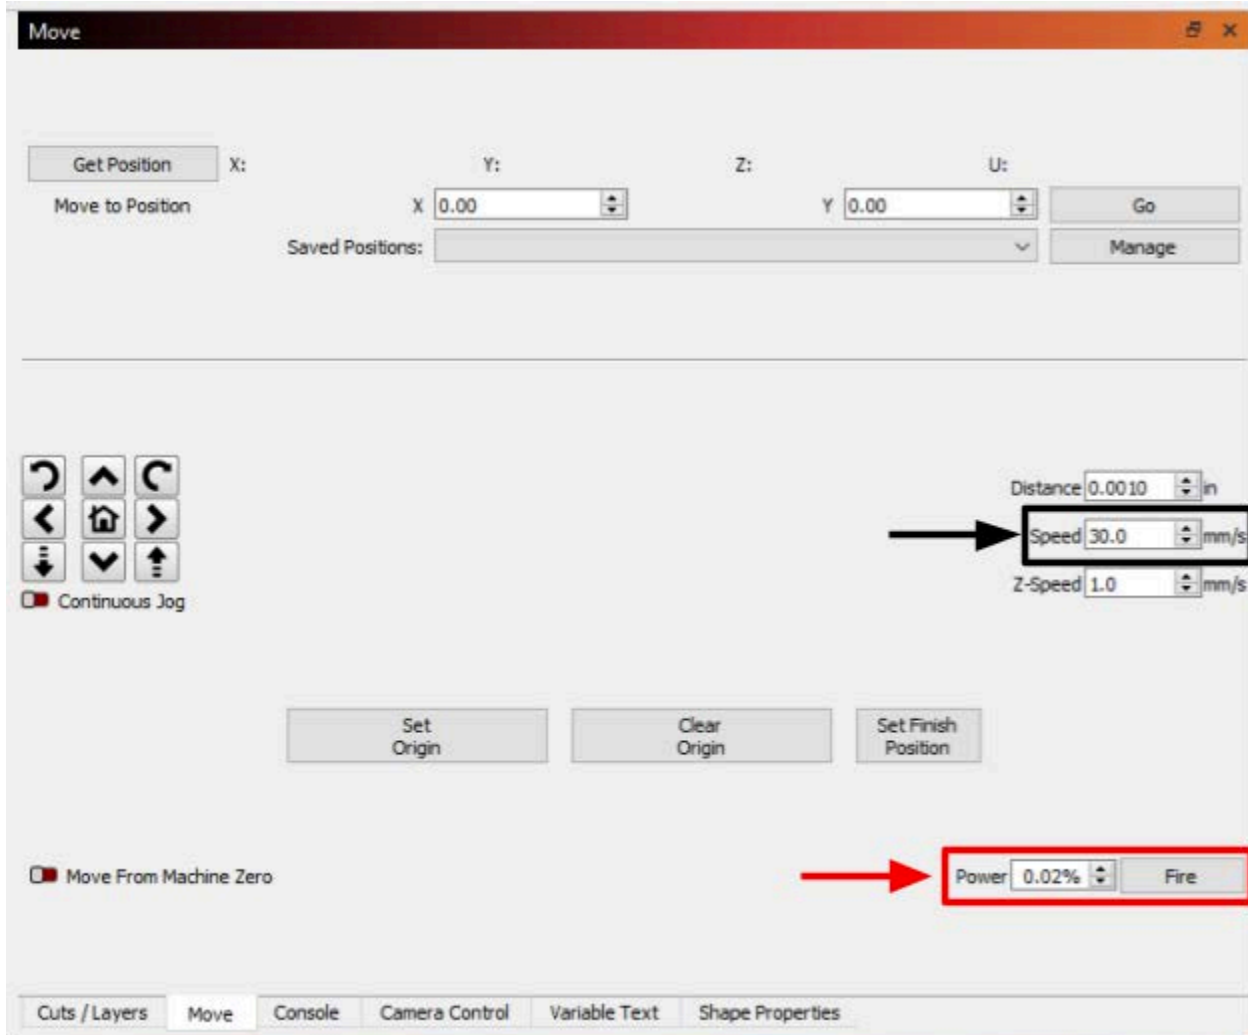 Move
Get Position X: Y: Z: U:
Move to Position X 0.00 Y 0.00 Go
Saved Positions: Manage
Distance 0.0010 in
Speed 30.0 mm/s
Z-Speed 1.0 mm/s
Continuous Jog
Set Origin
Clear Origin
Set Finish Position
Move From Machine Zero Power 0.02% Fire
Cuts / Layers Move Console Camera Control Variable Text Shape Properties